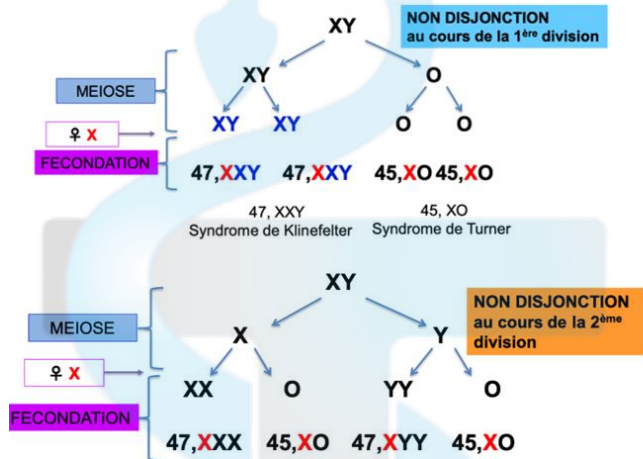 XY
NON DISJONCTION
au cours de la 1ère division
XY
O
MEIOSE
XY XY O O
♀ X
FECONDATION
47,XXY 47,XXY 45,XO 45,XO
47, XXY
Syndrome de Klinefelter
45, XO
Syndrome de Turner
XY
NON DISJONCTION
au cours de la 2ème
division
MEIOSE
X Y
♀ X
XX O YY O
FECONDATION
47,XXX 45,XO 47,XYY 45,XO